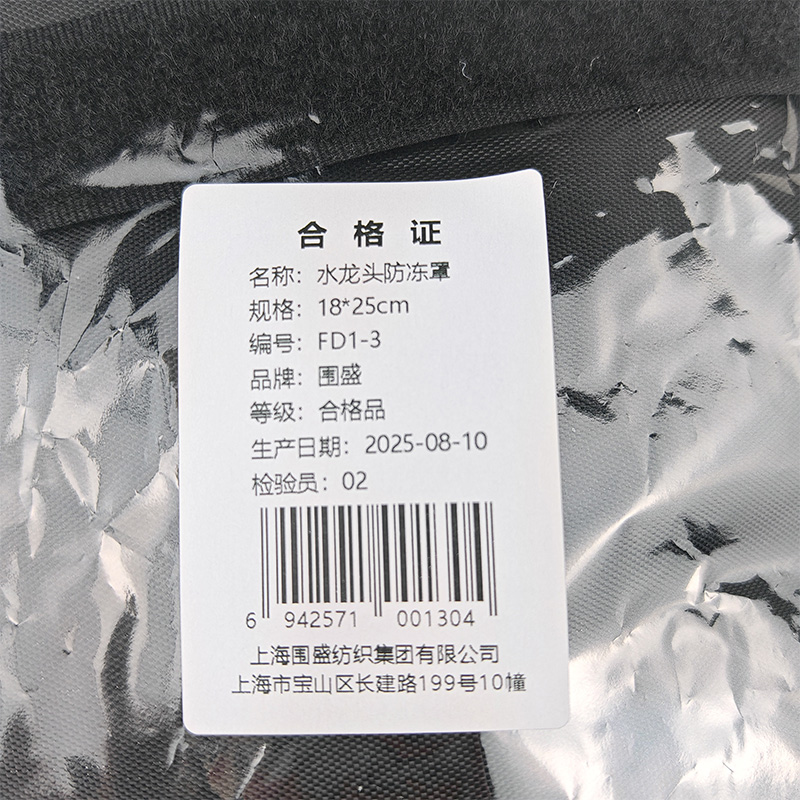 合格证
名称：水龙头防冻罩
规格：18*25cm
编号：FD1-3
品牌：围盛
等级：合格品
生产日期：2025-08-10
检验员：02
6 942571 001304
上海围盛纺织集团有限公司
上海市宝山区长建路199号10幢